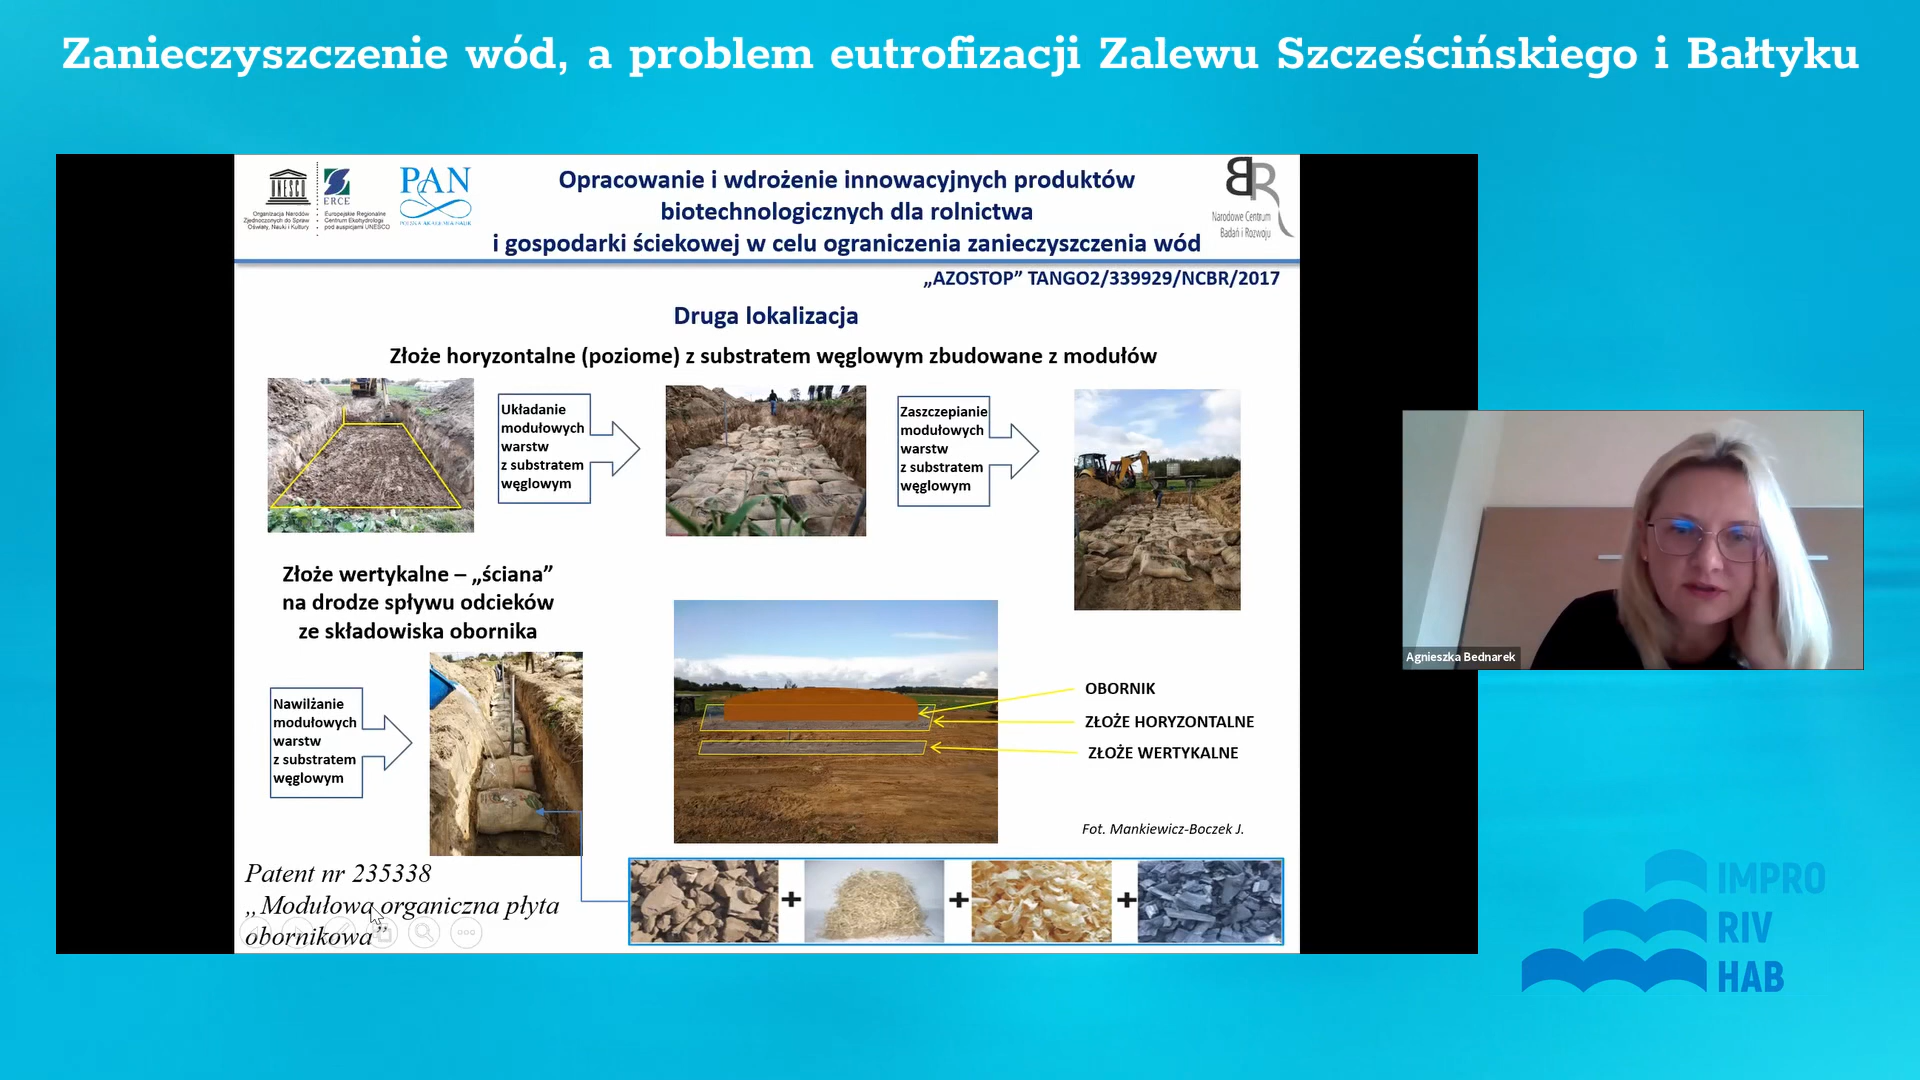 Zanieczyszczenie wód, a problem eutrofizacji Zalewu Szcześcińskiego i Bałtyku
UNESCO
Organizacja Narodów
Zjednoczonych do Spraw
Oświaty, Nauki i Kultury
ERCE
Europejskie Regionalne
Centrum Ekohydrologii
pod auspicjami UNESCO
PAN
POLSKA AKADEMIA NAUK
Opracowanie i wdrożenie innowacyjnych produktów
biotechnologicznych dla rolnictwa
i gospodarki ściekowej w celu ograniczenia zanieczyszczenia wód
BR
Narodowe Centrum
Badań i Rozwoju
„AZOSTOP” TANGO2/339929/NCBR/2017
Druga lokalizacja
Złoże horyzontalne (poziome) z substratem węglowym zbudowane z modułów
Układanie
modułowych
warstw
z substratem
węglowym
Zaszczepianie
modułowych
warstw
z substratem
węglowym
Złoże wertykalne – „ściana”
na drodze spływu odcieków
ze składowiska obornika
Nawilżanie
modułowych
warstw
z substratem
węglowym
OBORNIK
ZŁOŻE HORYZONTALNE
ZŁOŻE WERTYKALNE
Fot. Mankiewicz-Boczek J.
Patent nr 235338
„Modułowa organiczna płyta
obornikowa”
+ + +
Agnieszka Bednarek
IMPRO
RIV
HAB